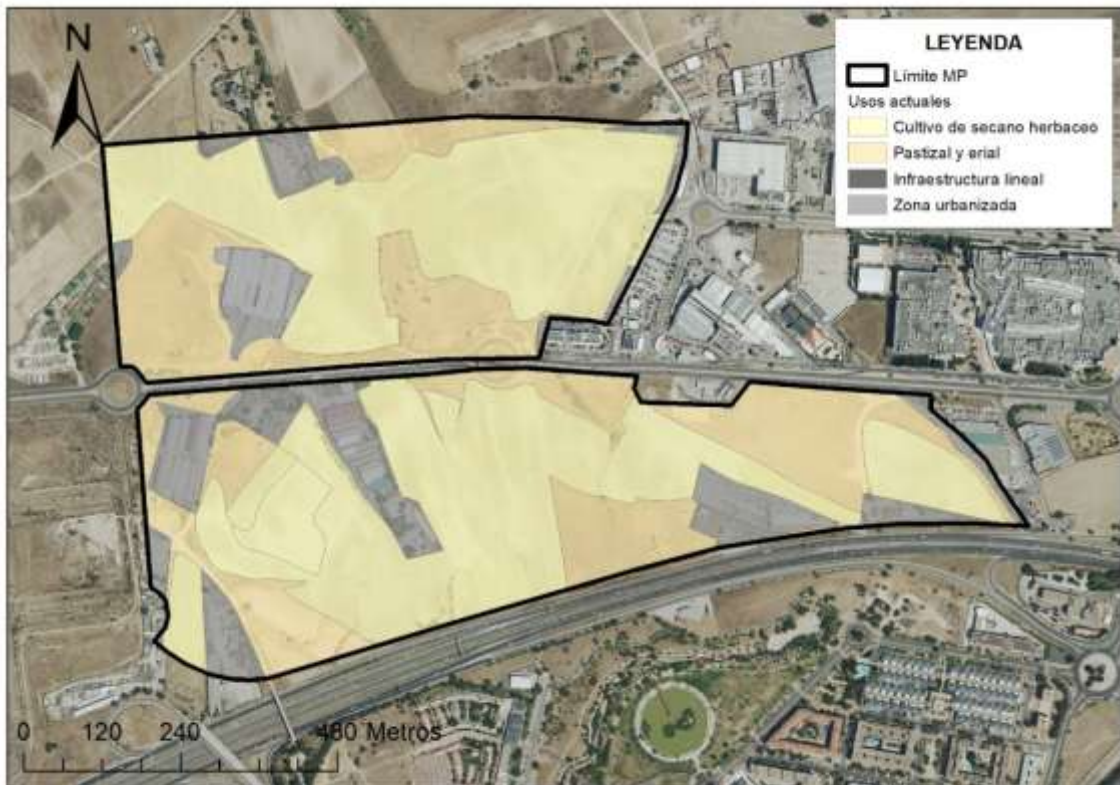 N
LEYENDA
Límite MP
Usos actuales
Cultivo de secano herbaceo
Pastizal y erial
Infraestructura lineal
Zona urbanizada
0 120 240 480 Metros